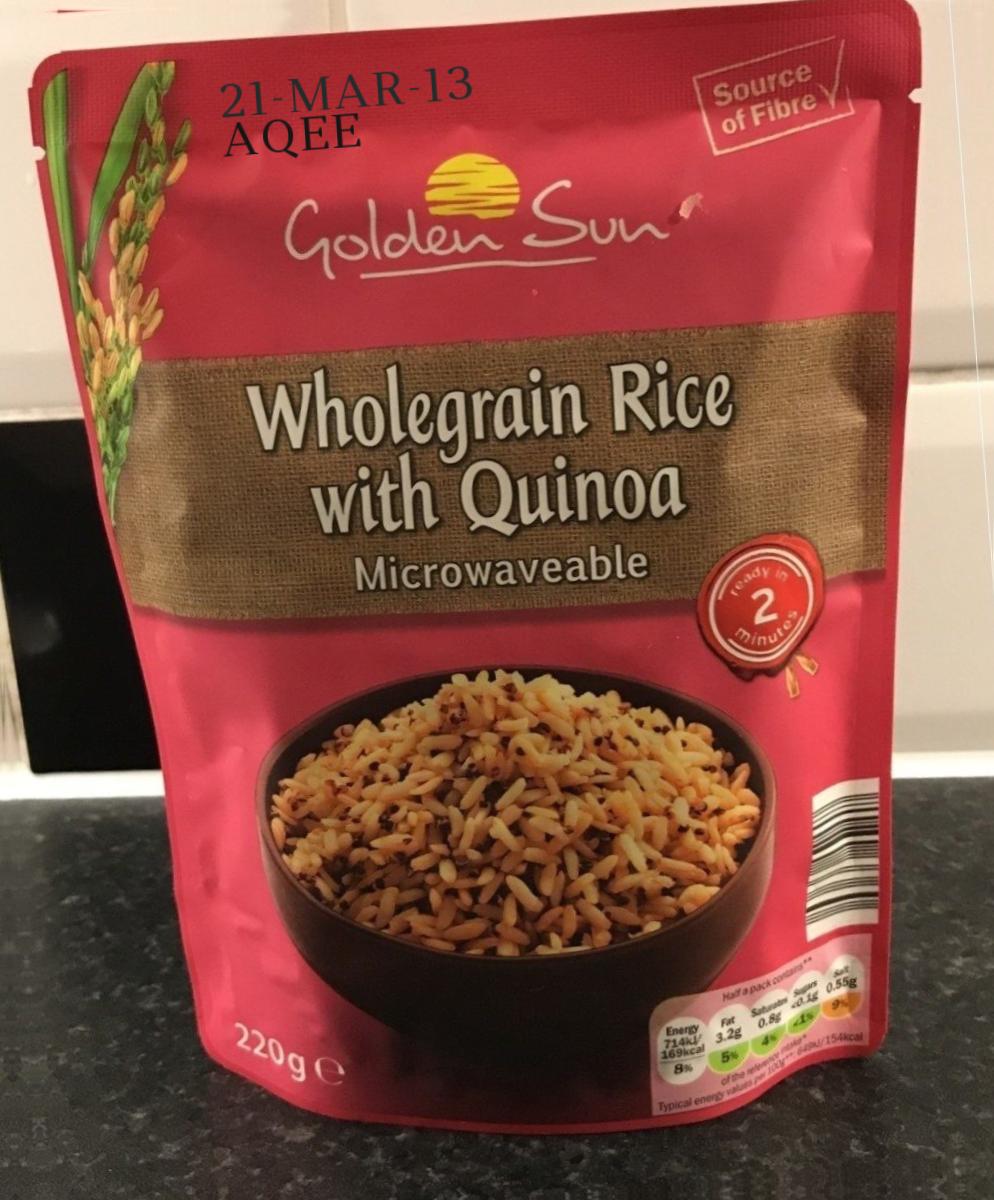 21-MAR-13
AQEE
Source
of Fibre
Golden Sun
Wholegrain Rice
with Quinoa
Microwaveable
ready in
2
minutes
220g e
Half a pack contains**
Energy
714kJ/
169kcal
8%
Fat
3.2g
5%
Saturates
0.8g
4%
Sugars
<0.1g
<1%
Salt
0.55g
9%
of the reference intake*
Typical energy values per 100g**: 649kJ/154kcal